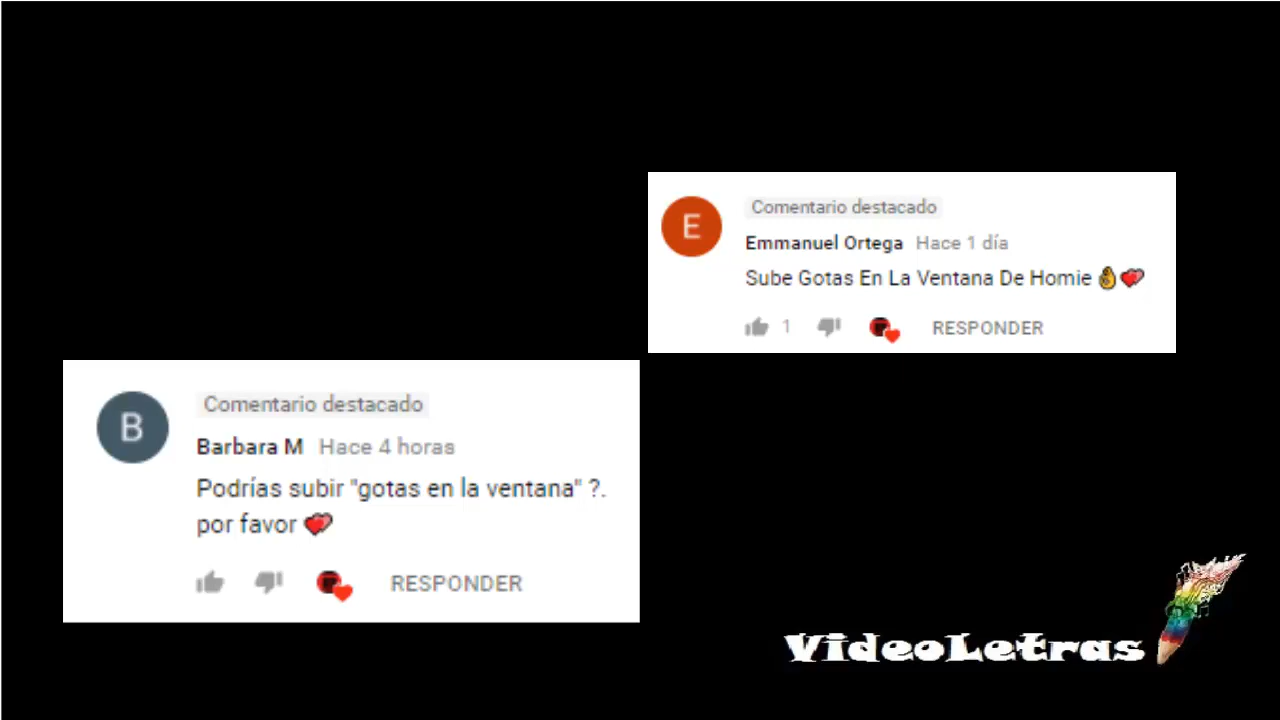 E
Comentario destacado
Emmanuel Ortega Hace 1 día
Sube Gotas En La Ventana De Homie 👌💕
1 RESPONDER
B
Comentario destacado
Barbara M Hace 4 horas
Podrías subir "gotas en la ventana" ?.
por favor 💕
RESPONDER
VideoLetras